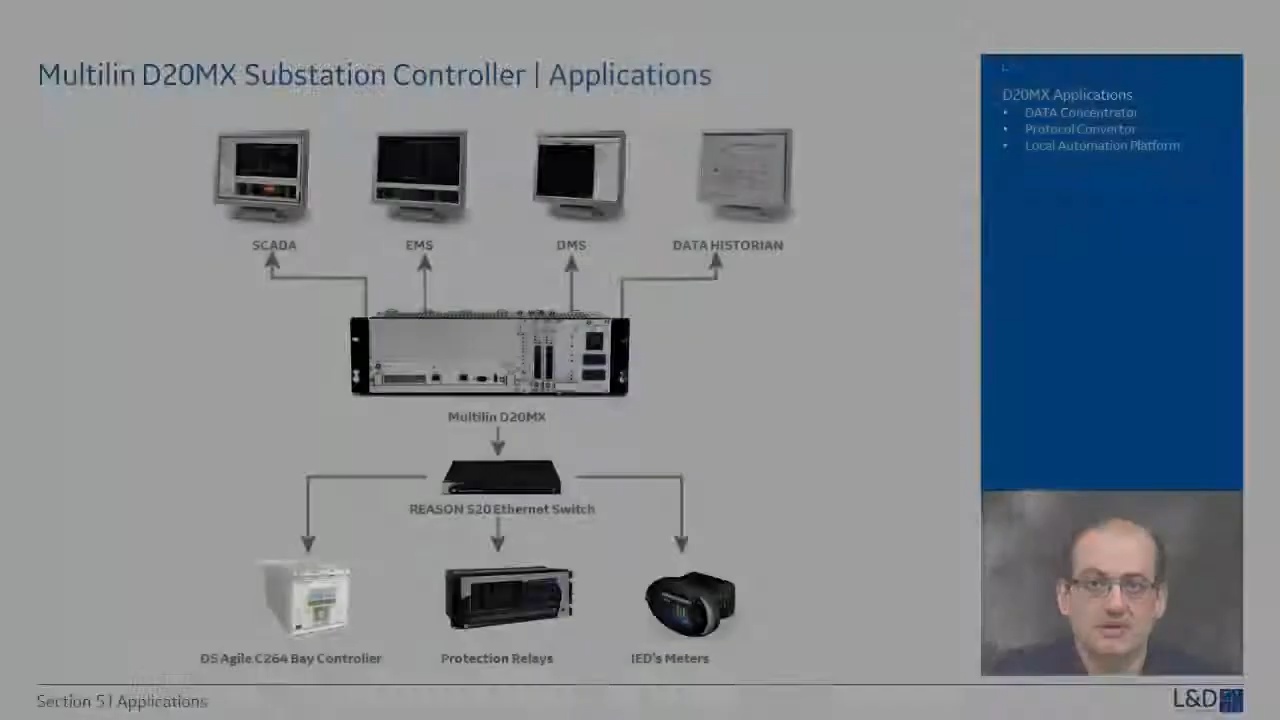 Multilin D20MX Substation Controller | Applications
D20MX Applications
• DATA Concentrator
• Protocol Convertor
• Local Automation Platform
SCADA
EMS
DMS
DATA HISTORIAN
Multilin D20MX
REASON S20 Ethernet Switch
DS Agile C264 Bay Controller
Protection Relays
IED's Meters
Section 5 | Applications
L&D